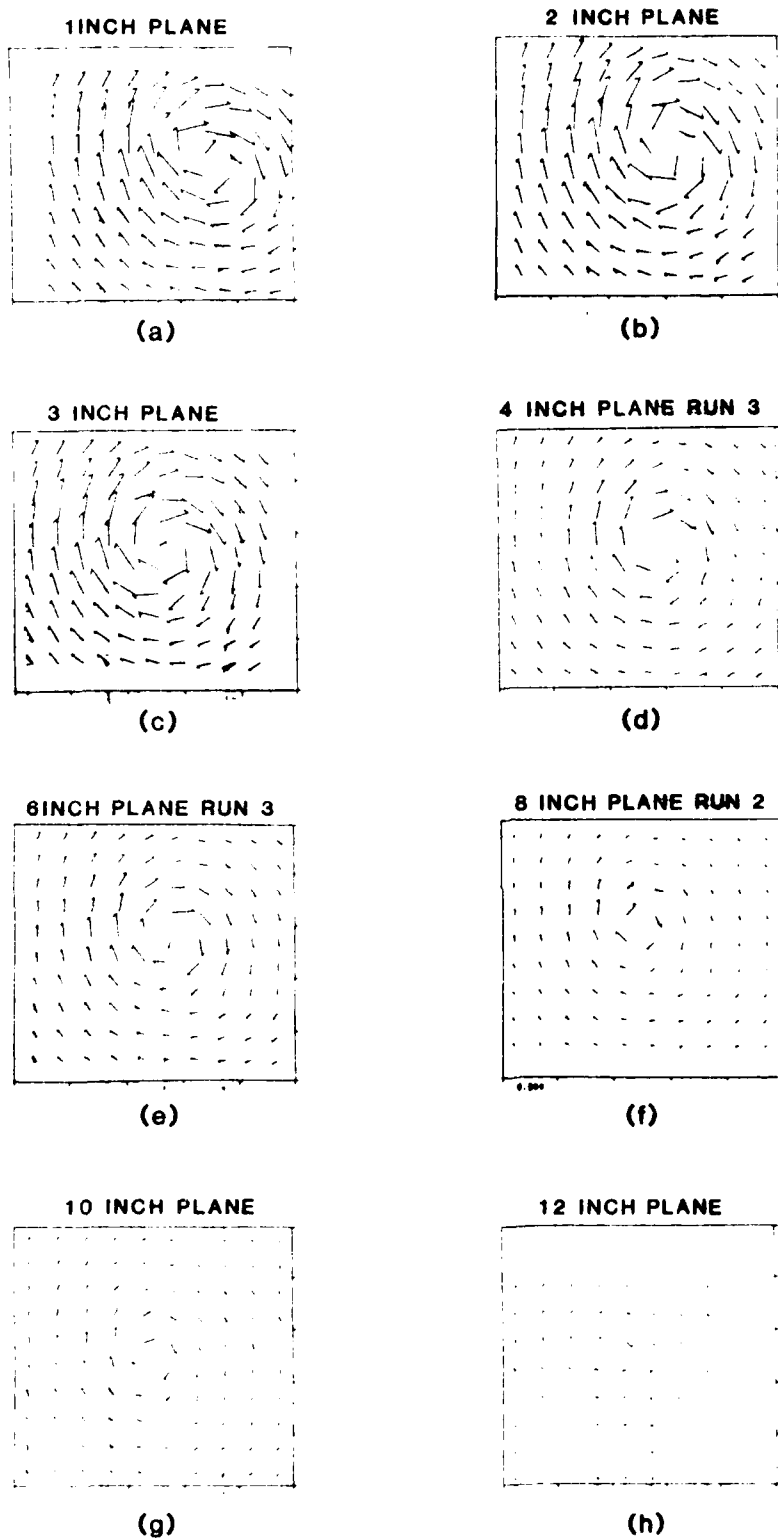 1INCH PLANE
2 INCH PLANE
(a)
(b)
3 INCH PLANE
4 INCH PLANE RUN 3
(c)
(d)
6INCH PLANE RUN 3
8 INCH PLANE RUN 2
(e)
(f)
10 INCH PLANE
12 INCH PLANE
(g)
(h)